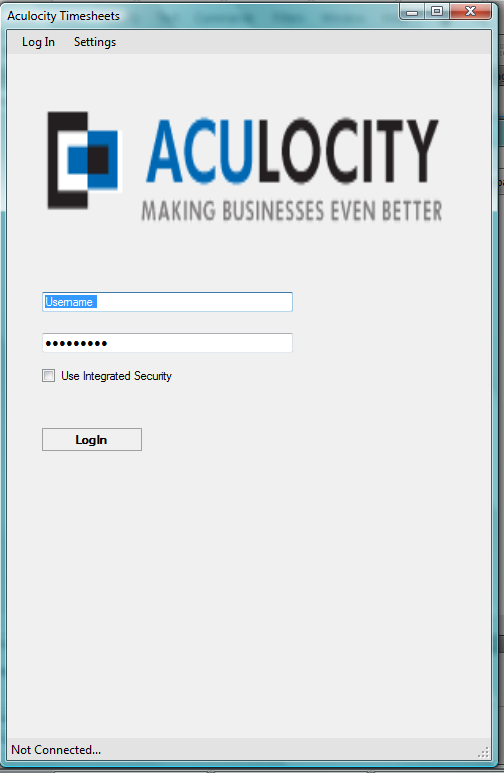 Aculocity Timesheets
Log In Settings
ACULOCITY
MAKING BUSINESSES EVEN BETTER
Username
•••••••••
Use Integrated Security
LogIn
Not Connected...